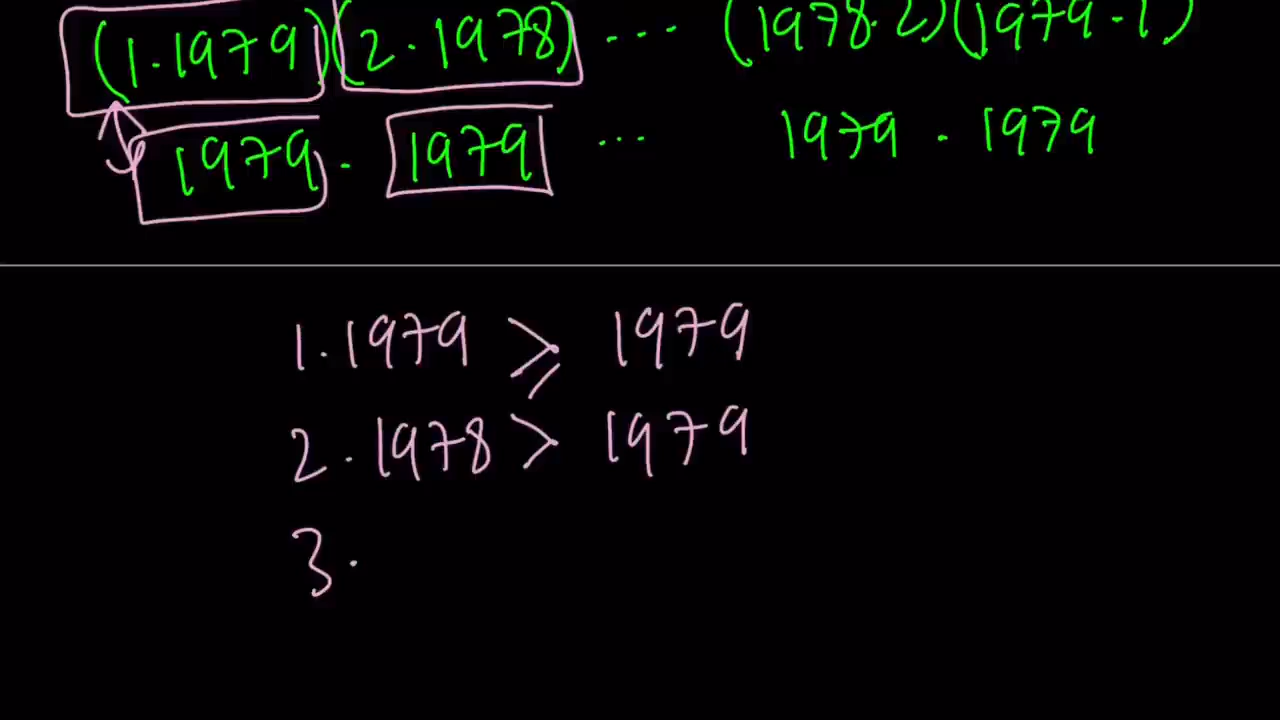 (1·1979)(2·1978) ··· (1978·2)(1979·1)
1979 · 1979 ··· 1979 · 1979
1·1979 ⩾ 1979
2·1978 > 1979
3·